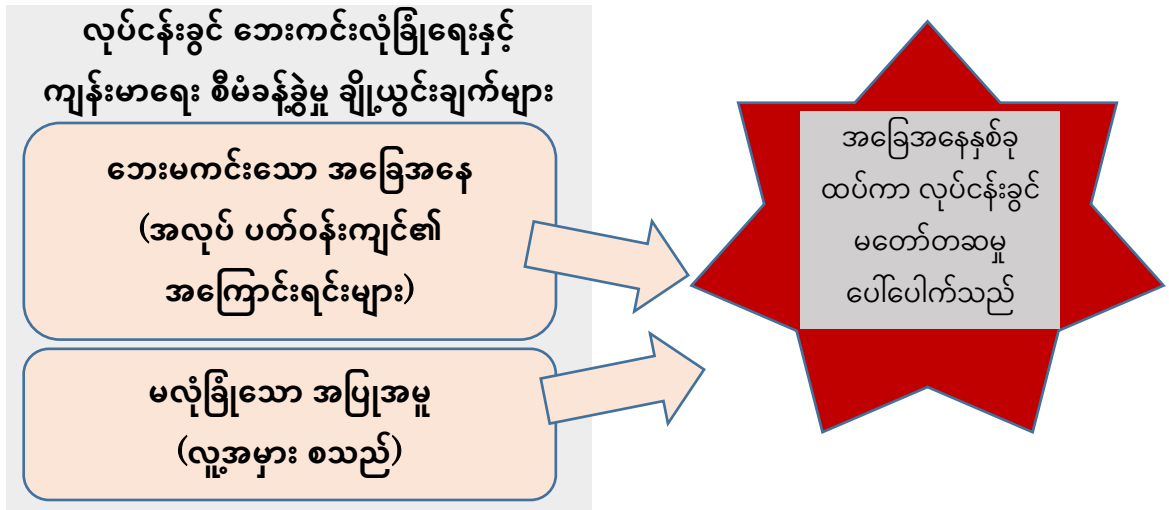 လုပ်ငန်းခွင် ဘေးကင်းလုံခြုံရေးနှင့်
ကျန်းမာရေး စီမံခန့်ခွဲမှု ချို့ယွင်းချက်များ
ဘေးမကင်းသော အခြေအနေ
(အလုပ် ပတ်ဝန်းကျင်၏
အကြောင်းရင်းများ)
မလုံခြုံသော အပြုအမူ
(လူ့အမှား စသည်)
အခြေအနေနှစ်ခု
ထပ်ကာ လုပ်ငန်းခွင်
မတော်တဆမှု
ပေါ်ပေါက်သည်